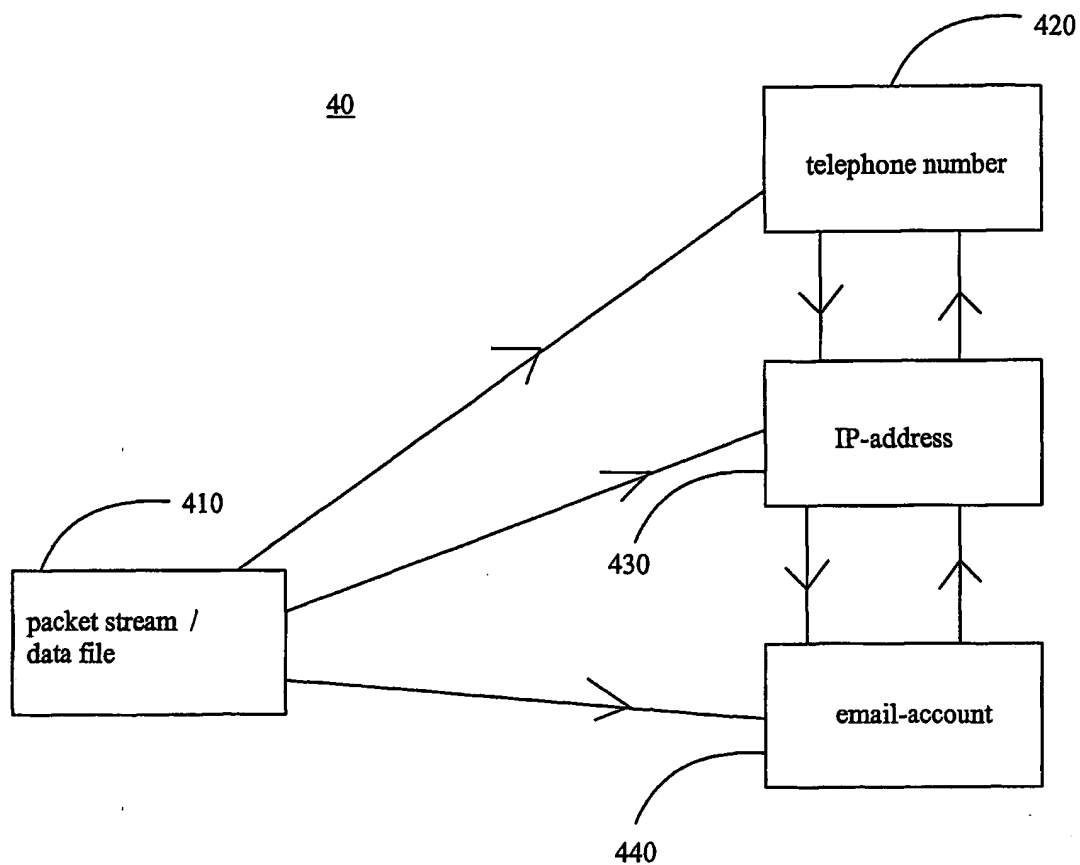 420
40
telephone number
IP-address
410
430
packet stream /
data file
email-account
440